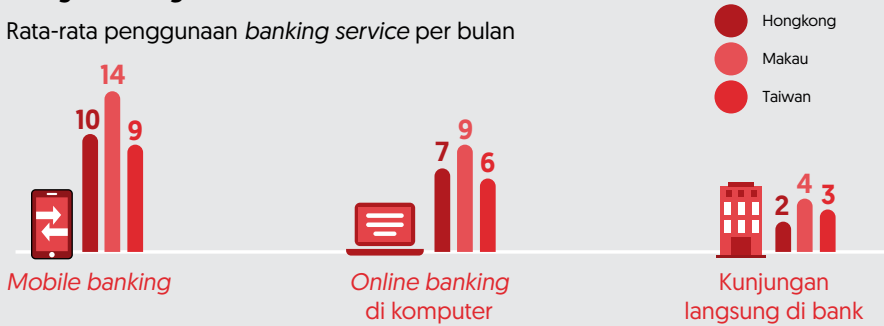 Rata-rata penggunaan banking service per bulan
Hongkong
Makau
Taiwan
10
14
9
7
9
6
2
4
3
Mobile banking
Online banking
di komputer
Kunjungan
langsung di bank